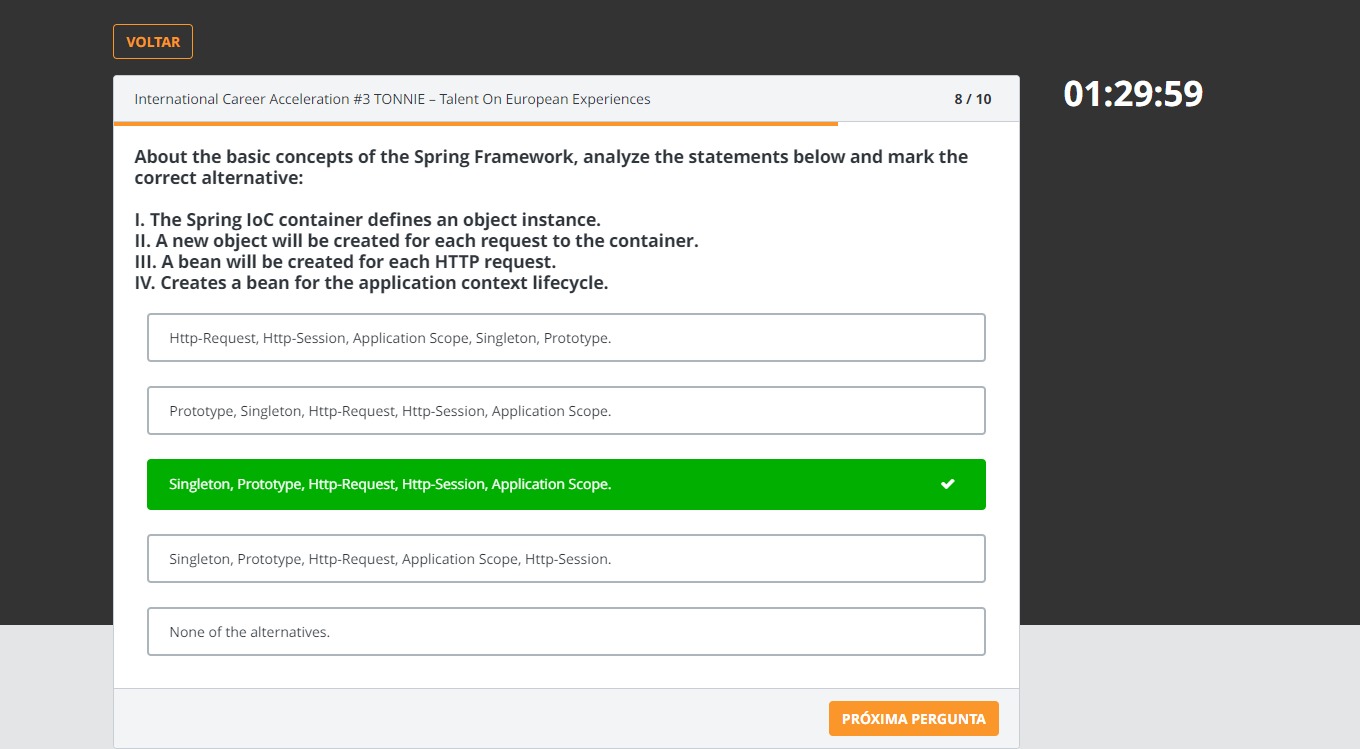 VOLTAR
International Career Acceleration #3 TONNIE – Talent On European Experiences
8 / 10
01:29:59
About the basic concepts of the Spring Framework, analyze the statements below and mark the
correct alternative:
I. The Spring IoC container defines an object instance.
II. A new object will be created for each request to the container.
III. A bean will be created for each HTTP request.
IV. Creates a bean for the application context lifecycle.
Http-Request, Http-Session, Application Scope, Singleton, Prototype.
Prototype, Singleton, Http-Request, Http-Session, Application Scope.
Singleton, Prototype, Http-Request, Http-Session, Application Scope.
Singleton, Prototype, Http-Request, Application Scope, Http-Session.
None of the alternatives.
PRÓXIMA PERGUNTA